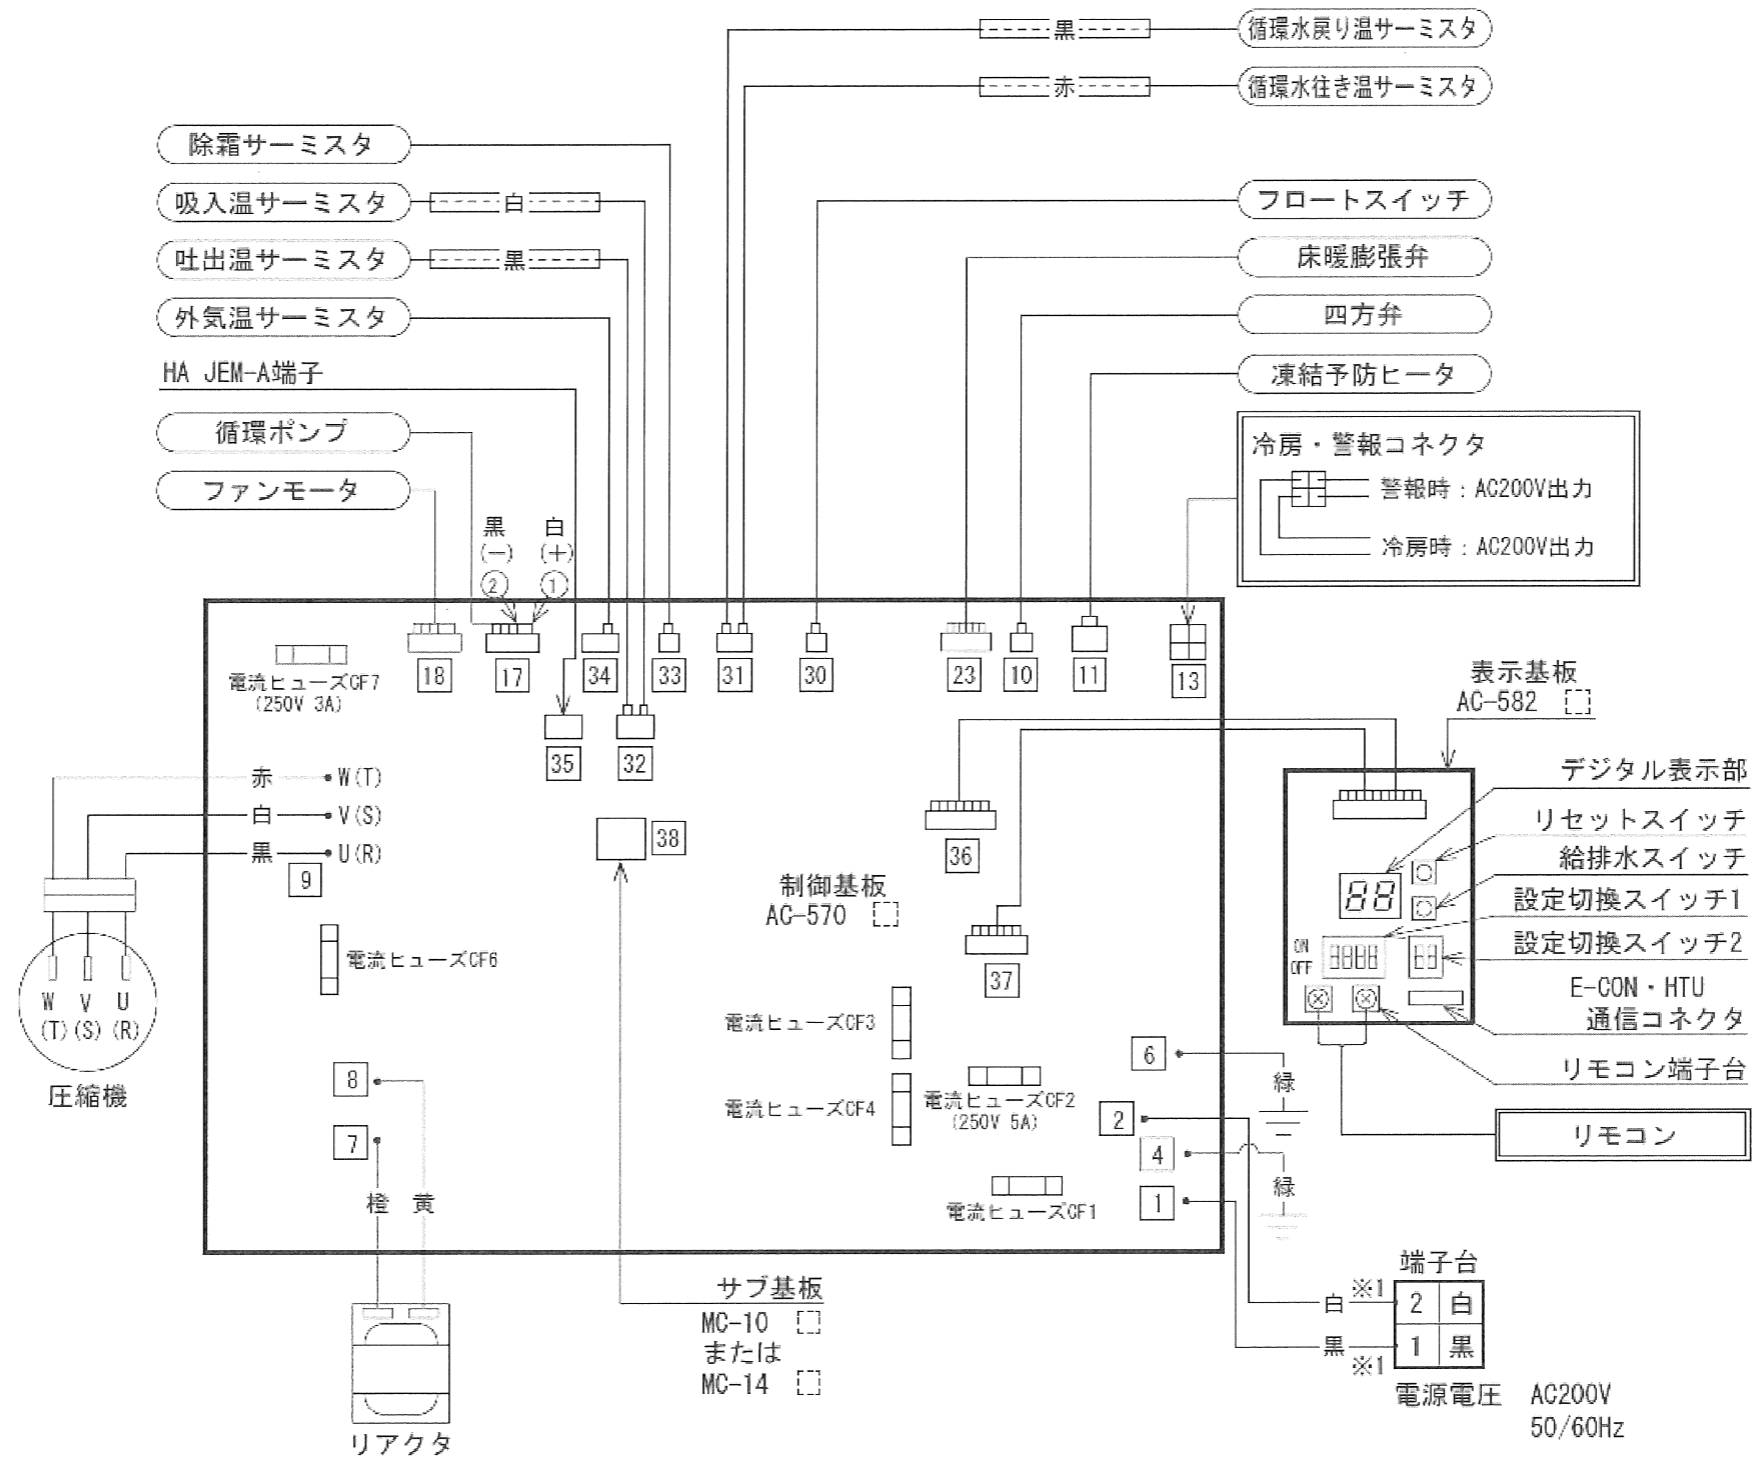 黒
循環水戻り温サーミスタ
赤
循環水往き温サーミスタ
除霜サーミスタ
吸入温サーミスタ
白
フロートスイッチ
吐出温サーミスタ
黒
床暖膨張弁
外気温サーミスタ
四方弁
HA JEM-A端子
凍結予防ヒータ
循環ポンプ
ファンモータ
冷房・警報コネクタ
警報時：AC200V出力
冷房時：AC200V出力
黒
(－)
②
白
(＋)
①
電流ヒューズCF7
(250V 3A)
18
17
34
33
31
30
23
10
11
13
35
32
表示基板
AC-582
赤
W(T)
白
V(S)
黒
U(R)
9
38
36
制御基板
AC-570
37
デジタル表示部
リセットスイッチ
給排水スイッチ
設定切換スイッチ1
設定切換スイッチ2
E-CON・HTU
通信コネクタ
リモコン端子台
リモコン
88
ON
OFF
電流ヒューズCF6
W
V
U
(T)
(S)
(R)
圧縮機
電流ヒューズCF3
電流ヒューズCF4
電流ヒューズCF2
(250V 5A)
電流ヒューズCF1
6
緑
2
4
緑
1
8
7
橙
黄
リアクタ
サブ基板
MC-10
または
MC-14
端子台
白
※1
2
白
黒
※1
1
黒
電源電圧 AC200V
50/60Hz